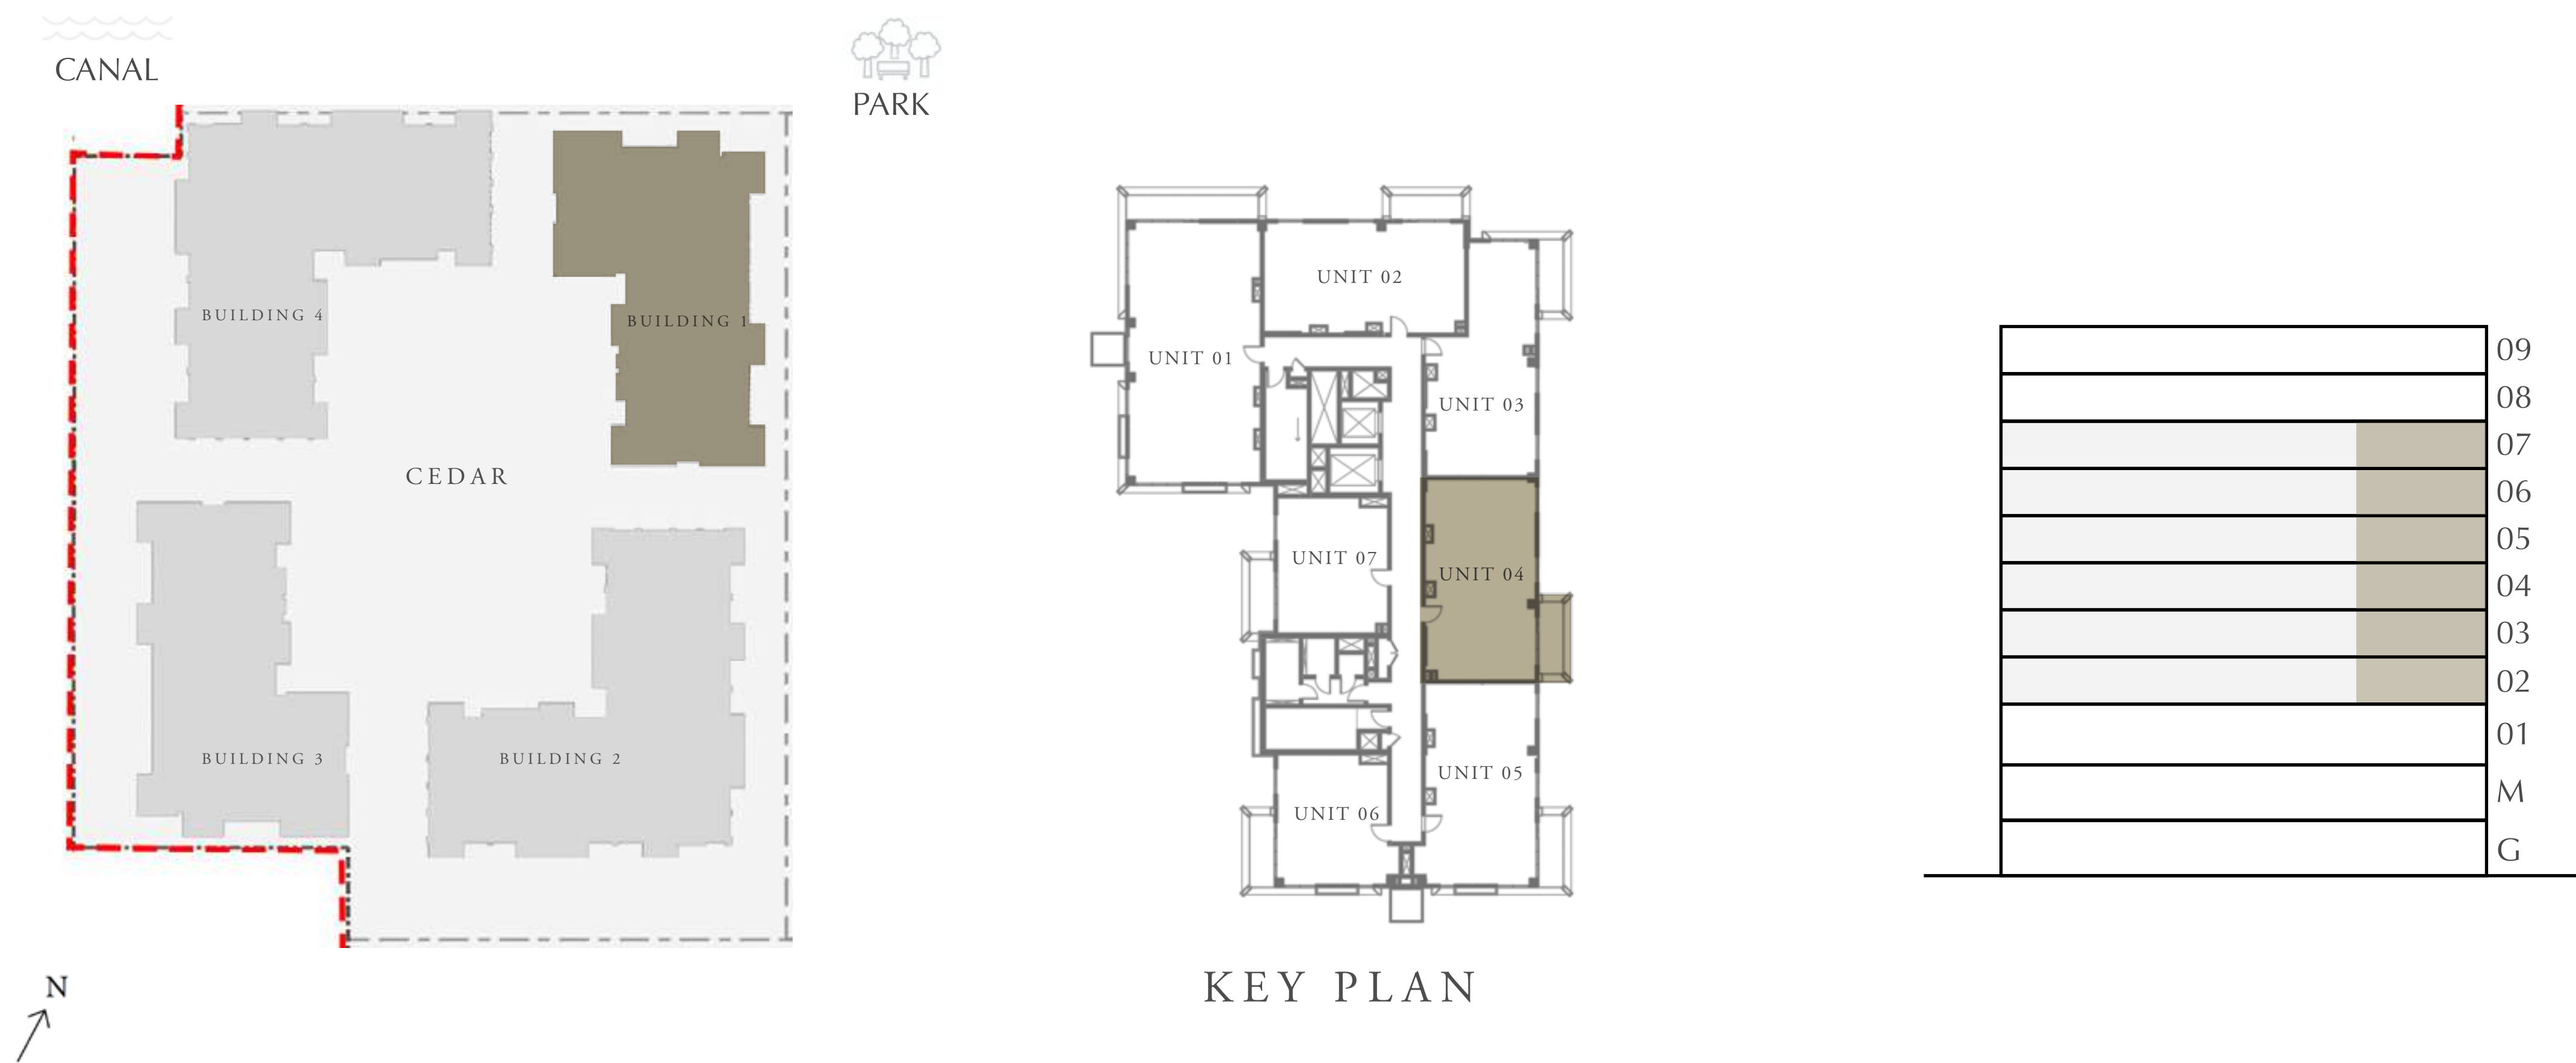 CANAL
PARK
BUILDING 4
BUILDING 1
CEDAR
BUILDING 3
BUILDING 2
N
UNIT 02
UNIT 01
UNIT 03
UNIT 07
UNIT 04
UNIT 05
UNIT 06
KEY PLAN
09
08
07
06
05
04
03
02
01
M
G